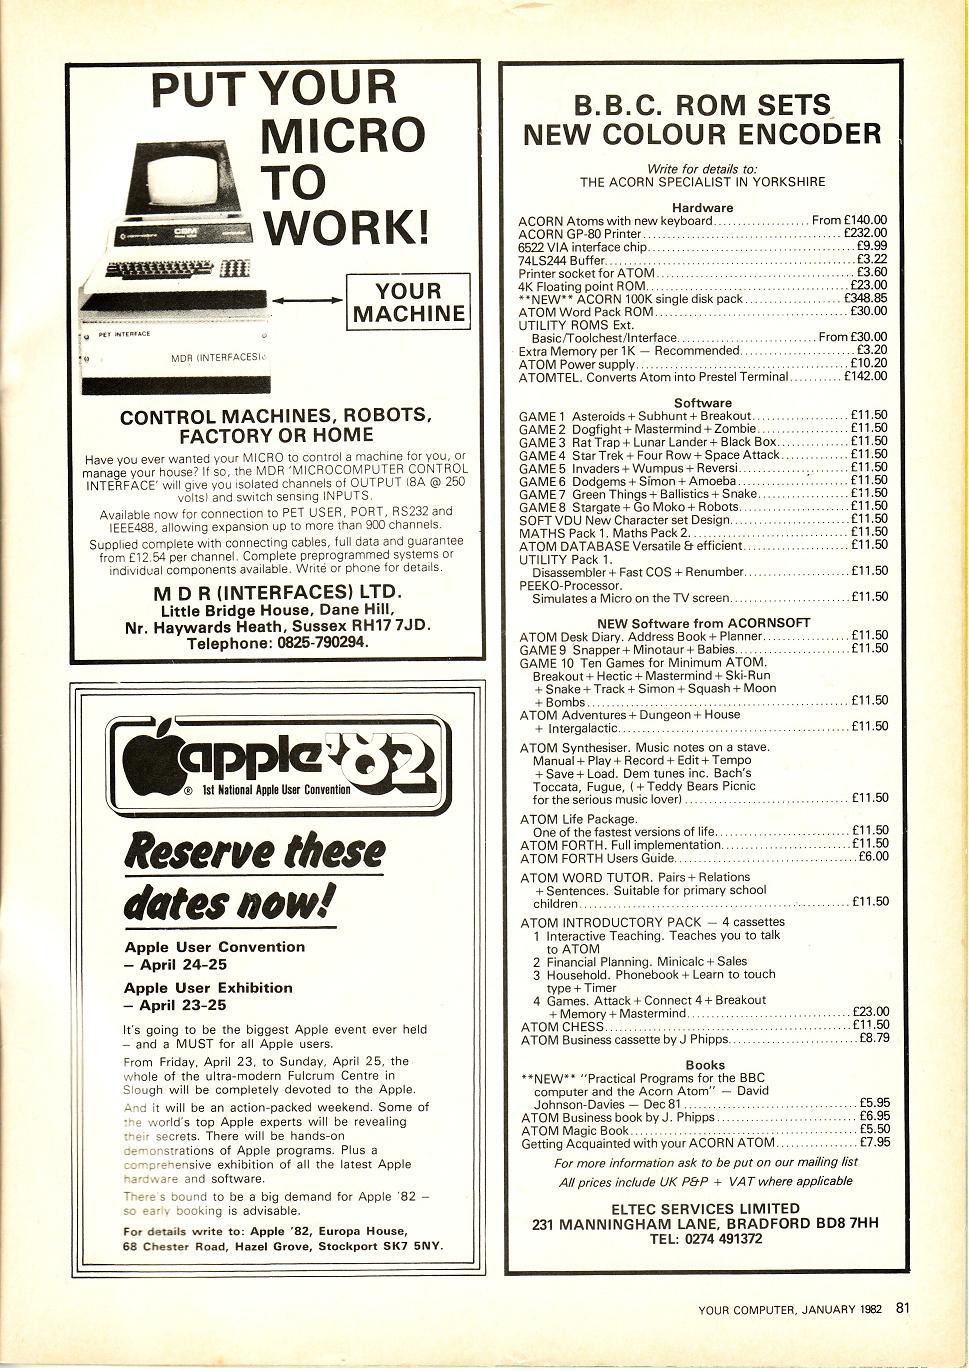 PUT YOUR
MICRO
TO
WORK!
commodore CBM computer
YOUR
MACHINE
PET INTERFACE
MDR (INTERFACES)
CONTROL MACHINES, ROBOTS,
FACTORY OR HOME
Have you ever wanted your MICRO to control a machine for you, or
manage your house? If so, the MDR 'MICROCOMPUTER CONTROL
INTERFACE' will give you isolated channels of OUTPUT (8A @ 250
volts) and switch sensing INPUTS.
Available now for connection to PET USER, PORT, RS232 and
IEEE488, allowing expansion up to more than 900 channels.
Supplied complete with connecting cables, full data and guarantee
from £12.54 per channel. Complete preprogrammed systems or
individual components available. Write or phone for details.
M D R (INTERFACES) LTD.
Little Bridge House, Dane Hill,
Nr. Haywards Heath, Sussex RH17 7JD.
Telephone: 0825-790294.
apple '82
® 1st National Apple User Convention
Reserve these
dates now!
Apple User Convention
– April 24-25
Apple User Exhibition
– April 23-25
It's going to be the biggest Apple event ever held
– and a MUST for all Apple users.
From Friday, April 23, to Sunday, April 25, the
whole of the ultra-modern Fulcrum Centre in
Slough will be completely devoted to the Apple.
And it will be an action-packed weekend. Some of
the world's top Apple experts will be revealing
their secrets. There will be hands-on
demonstrations of Apple programs. Plus a
comprehensive exhibition of all the latest Apple
hardware and software.
There's bound to be a big demand for Apple '82 –
so early booking is advisable.
For details write to: Apple '82, Europa House,
68 Chester Road, Hazel Grove, Stockport SK7 5NY.
B.B.C. ROM SETS
NEW COLOUR ENCODER
Write for details to:
THE ACORN SPECIALIST IN YORKSHIRE
Hardware
ACORN Atoms with new keyboard................... From £140.00
ACORN GP-80 Printer....................................... £232.00
6522 VIA interface chip......................................... £9.99
74LS244 Buffer................................................. £3.22
Printer socket for ATOM........................................ £3.60
4K Floating point ROM......................................... £23.00
**NEW** ACORN 100K single disk pack................... £348.85
ATOM Word Pack ROM........................................ £30.00
UTILITY ROMS Ext.
Basic/Toolchest/Interface............................ From £30.00
Extra Memory per 1K — Recommended....................... £3.20
ATOM Power supply........................................... £10.20
ATOMTEL. Converts Atom into Prestel Terminal.......... £142.00
Software
GAME 1 Asteroids + Subhunt + Breakout................... £11.50
GAME 2 Dogfight + Mastermind + Zombie.................. £11.50
GAME 3 Rat Trap + Lunar Lander + Black Box.............. £11.50
GAME 4 Star Trek + Four Row + Space Attack.............. £11.50
GAME 5 Invaders + Wumpus + Reversi...................... £11.50
GAME 6 Dodgems + Simon + Amoeba...................... £11.50
GAME 7 Green Things + Ballistics + Snake.................. £11.50
GAME 8 Stargate + Go Moko + Robots...................... £11.50
SOFT VDU New Character set Design........................ £11.50
MATHS Pack 1. Maths Pack 2................................ £11.50
ATOM DATABASE Versatile & efficient..................... £11.50
UTILITY Pack 1.
Disassembler + Fast COS + Renumber..................... £11.50
PEEKO-Processor.
Simulates a Micro on the TV screen........................ £11.50
NEW Software from ACORNSOFT
ATOM Desk Diary. Address Book + Planner................. £11.50
GAME 9 Snapper + Minotaur + Babies....................... £11.50
GAME 10 Ten Games for Minimum ATOM.
Breakout + Hectic + Mastermind + Ski-Run
+ Snake + Track + Simon + Squash + Moon
+ Bombs.................................................... £11.50
ATOM Adventures + Dungeon + House
+ Intergalactic.............................................. £11.50
ATOM Synthesiser. Music notes on a stave.
Manual + Play + Record + Edit + Tempo
+ Save + Load. Dem tunes inc. Bach's
Toccata, Fugue, ( + Teddy Bears Picnic
for the serious music lover) ................................ £11.50
ATOM Life Package.
One of the fastest versions of life........................... £11.50
ATOM FORTH. Full implementation.......................... £11.50
ATOM FORTH Users Guide.................................... £6.00
ATOM WORD TUTOR. Pairs + Relations
+ Sentences. Suitable for primary school
children..................................................... £11.50
ATOM INTRODUCTORY PACK — 4 cassettes
1 Interactive Teaching. Teaches you to talk
to ATOM
2 Financial Planning. Minicalc + Sales
3 Household. Phonebook + Learn to touch
type + Timer
4 Games. Attack + Connect 4 + Breakout
+ Memory + Mastermind................................ £23.00
ATOM CHESS................................................ £11.50
ATOM Business cassette by J Phipps.......................... £8.79
Books
**NEW** "Practical Programs for the BBC
computer and the Acorn Atom" — David
Johnson-Davies — Dec 81.................................. £5.95
ATOM Business book by J. Phipps............................ £6.95
ATOM Magic Book............................................. £5.50
Getting Acquainted with your ACORN ATOM................ £7.95
For more information ask to be put on our mailing list
All prices include UK P&P + VAT where applicable
ELTEC SERVICES LIMITED
231 MANNINGHAM LANE, BRADFORD BD8 7HH
TEL: 0274 491372
YOUR COMPUTER, JANUARY 1982 81